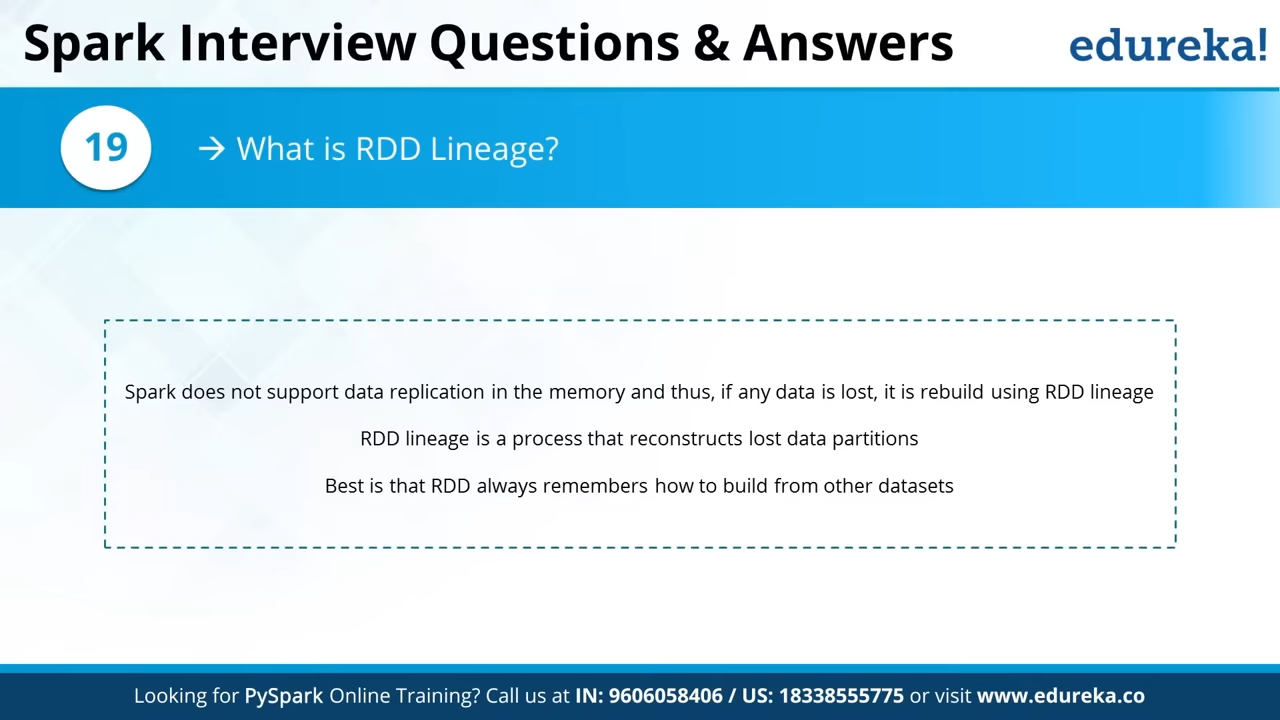 Spark Interview Questions & Answers
edureka!
19
→ What is RDD Lineage?
Spark does not support data replication in the memory and thus, if any data is lost, it is rebuild using RDD lineage
RDD lineage is a process that reconstructs lost data partitions
Best is that RDD always remembers how to build from other datasets
Looking for PySpark Online Training? Call us at IN: 9606058406 / US: 18338555775 or visit www.edureka.co